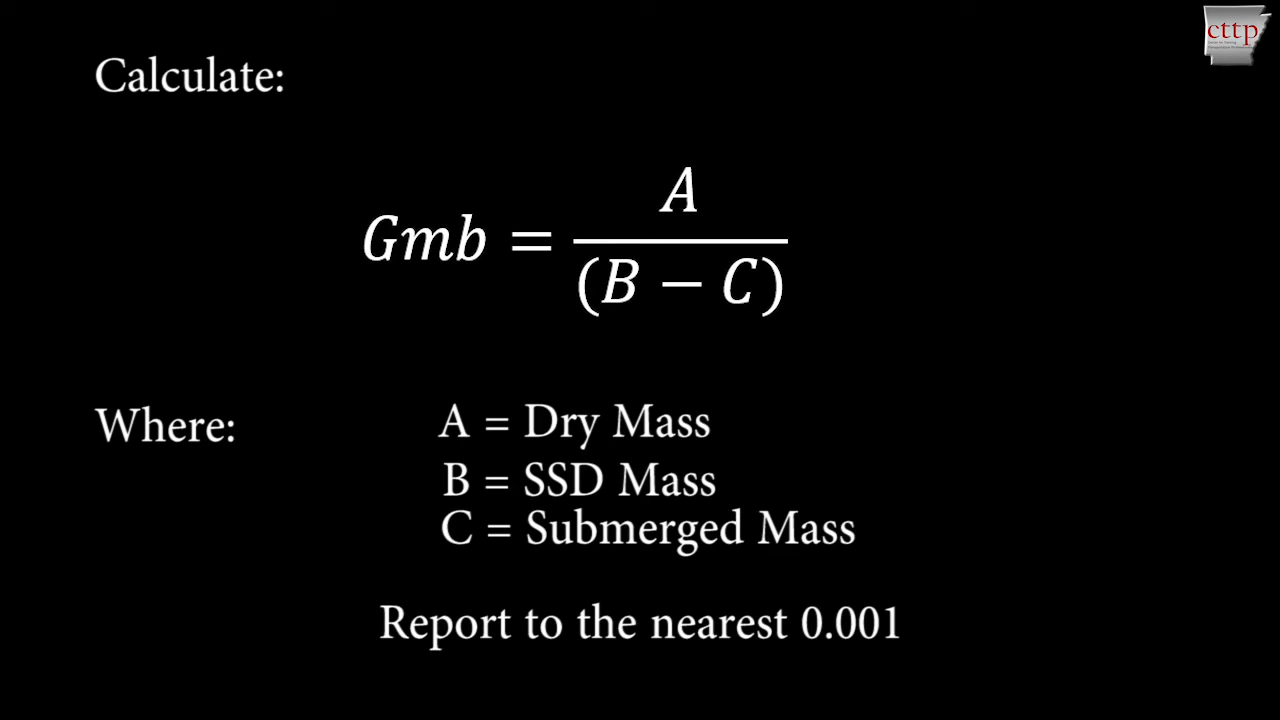 cttp
Calculate:
Gmb = A
(B − C)
Where:
A = Dry Mass
B = SSD Mass
C = Submerged Mass
Report to the nearest 0.001